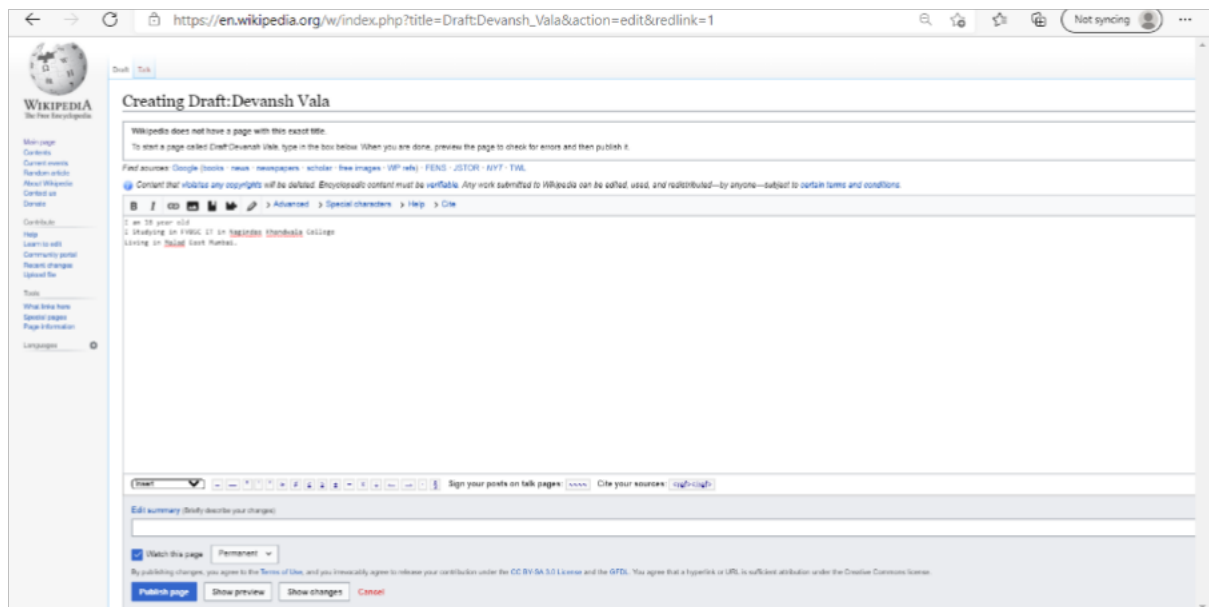 https://en.wikipedia.org/w/index.php?title=Draft:Devansh_Vala&action=edit&redlink=1
Not syncing
WIKIPEDIA
The Free Encyclopedia
Main page
Contents
Current events
Random article
About Wikipedia
Contact us
Donate
Contribute
Help
Learn to edit
Community portal
Recent changes
Upload file
Tools
What links here
Special pages
Page information
Languages
Draft Talk
Creating Draft:Devansh Vala
Wikipedia does not have a page with this exact title.
To start a page called Draft:Devansh Vala, type in the box below. When you are done, preview the page to check for errors and then publish it.
Find sources: Google (books · news · newspapers · scholar · free images · WP refs) · FENS · JSTOR · NYT · TWL
Content that violates any copyrights will be deleted. Encyclopedic content must be verifiable. Any work submitted to Wikipedia can be edited, used, and redistributed—by anyone—subject to certain terms and conditions.
B I Advanced Special characters Help Cite
I am year old
I Studying in FYBSC IT in Nagindas Khandwala College
Living in Malad East Mumbai.
Insert Sign your posts on talk pages: ~~~~ Cite your sources: <ref></ref>
Edit summary (Briefly describe your changes)
Watch this page Permanent
By publishing changes, you agree to the Terms of Use, and you irrevocably agree to release your contribution under the CC BY-SA 3.0 License and the GFDL. You agree that a hyperlink or URL is sufficient attribution under the Creative Commons license.
Publish page Show preview Show changes Cancel